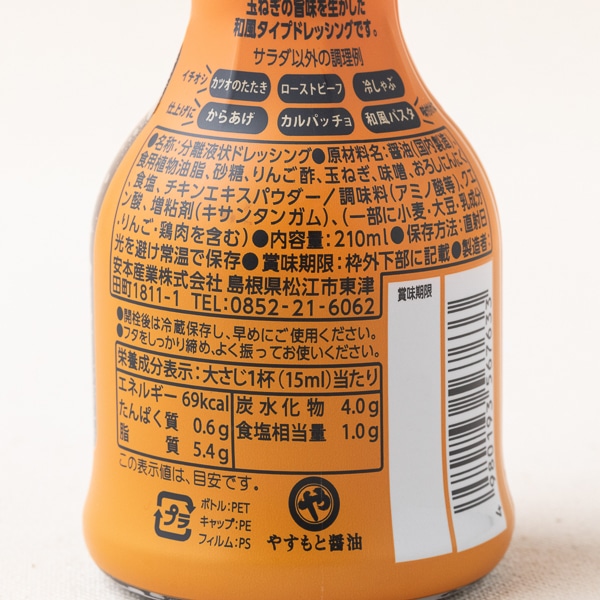 玉ねぎの旨味を生かした
和風タイプドレッシングです。
サラダ以外の調理例
イチオシ
カツオのたたき ローストビーフ 冷しゃぶ
仕上げに
からあげ カルパッチョ 和風パスタ
●名称:分離液状ドレッシング●原材料名:醤油(国内製造)、
食用植物油脂、砂糖、りんご酢、玉ねぎ、味噌、おろしにんにく、
食塩、チキンエキスパウダー/調味料(アミノ酸等)、クエ
ン酸、増粘剤(キサンタンガム)、(一部に小麦・大豆・乳成分
・りんご・鶏肉を含む)●内容量:210ml●保存方法:直射日
光を避け常温で保存●賞味期限:枠外下部に記載●製造者:
安本産業株式会社 島根県松江市東津
田町1811-1 TEL:0852-21-6062
●開栓後は冷蔵保存し、早めにご使用ください。
●フタをしっかり締め、よく振ってお使いください。
栄養成分表示:大さじ1杯(15ml)当たり
エネルギー 69kcal
たんぱく質 0.6g
脂質 5.4g
炭水化物 4.0g
食塩相当量 1.0g
この表示値は、目安です。
プラ
ボトル:PET
キャップ:PE
フィルム:PS
や
やすもと醤油
賞味期限
4 980193 567633